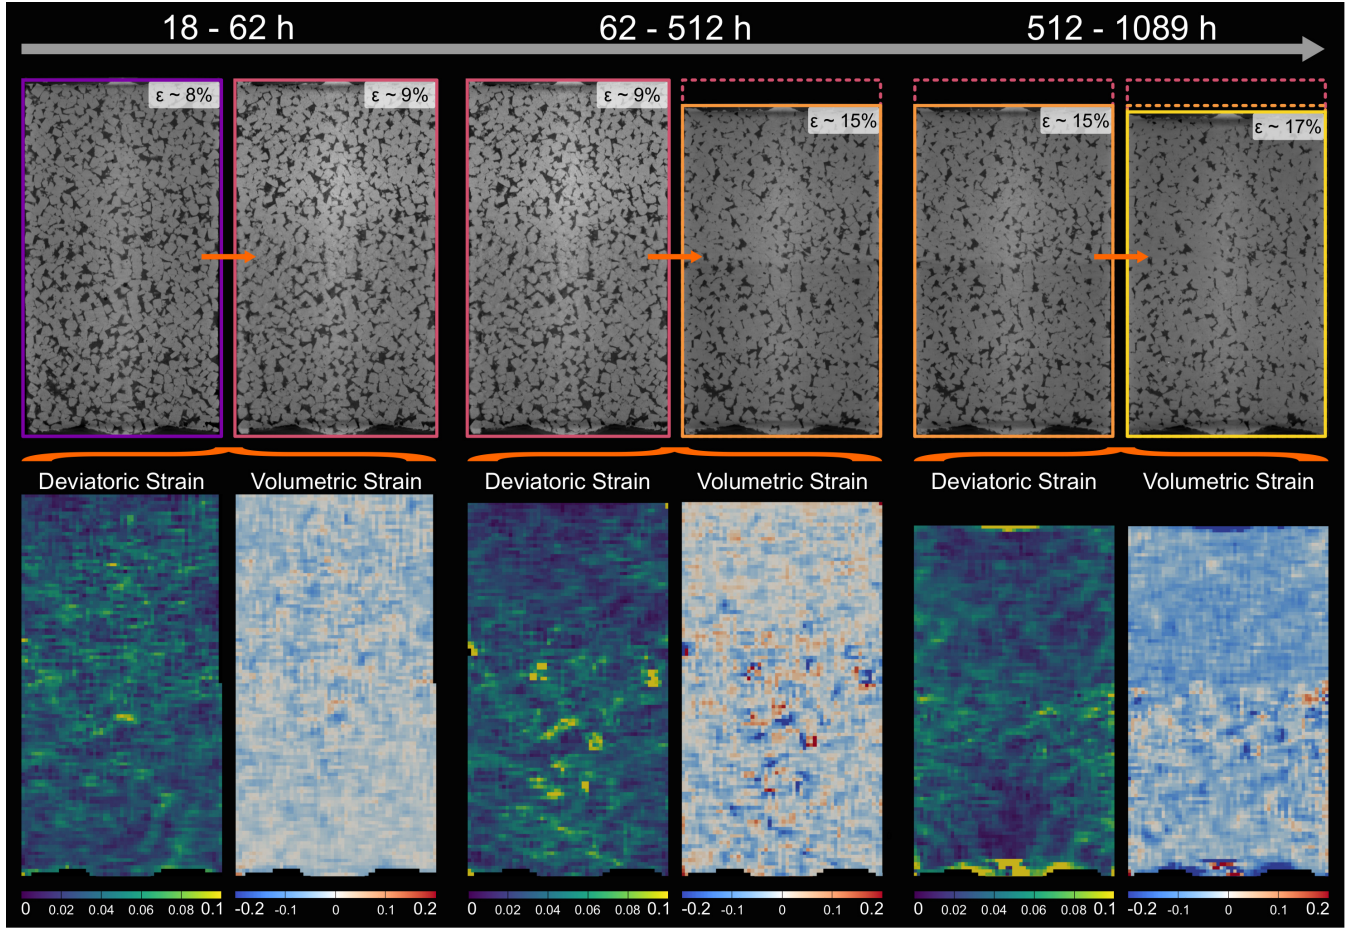 18 - 62 h 62 - 512 h 512 - 1089 h
ε ~ 8% ε ~ 9% ε ~ 9% ε ~ 15% ε ~ 15% ε ~ 17%
Deviatoric Strain Volumetric Strain Deviatoric Strain Volumetric Strain Deviatoric Strain Volumetric Strain
0 0.02 0.04 0.06 0.08 0.1 -0.2 -0.1 0 0.1 0.2 0 0.02 0.04 0.06 0.08 0.1 -0.2 -0.1 0 0.1 0.2 0 0.02 0.04 0.06 0.08 0.1 -0.2 -0.1 0 0.1 0.2